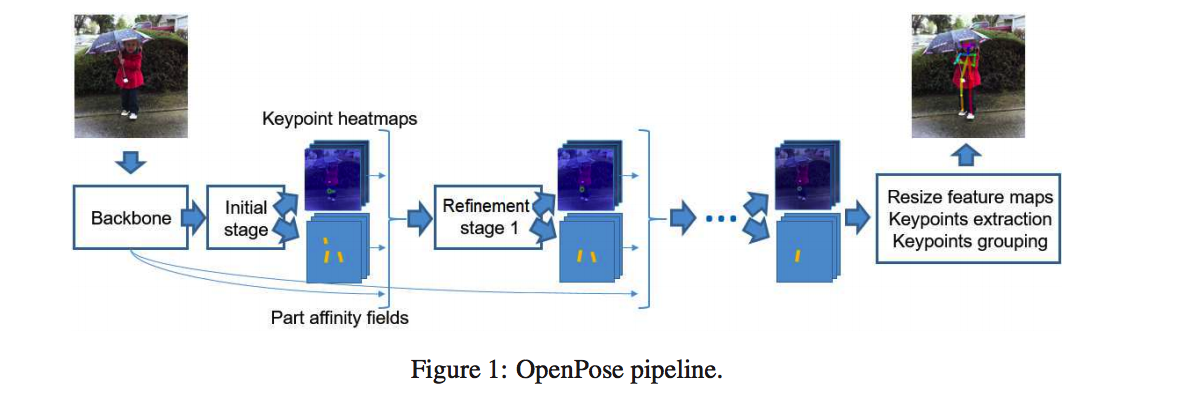 Keypoint heatmaps
Backbone
Initial
stage
Refinement
stage 1
Resize feature maps
Keypoints extraction
Keypoints grouping
Part affinity fields
Figure 1: OpenPose pipeline.